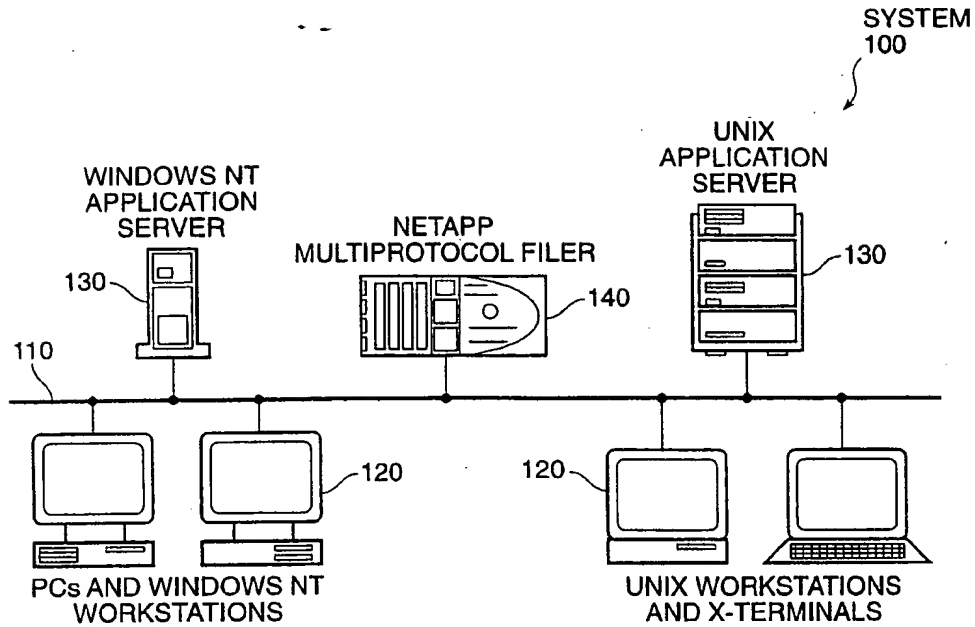 SYSTEM
100
UNIX
APPLICATION
SERVER
WINDOWS NT
APPLICATION
SERVER
NETAPP
MULTIPROTOCOL FILER
130
130
140
110
120
120
PCs AND WINDOWS NT
WORKSTATIONS
UNIX WORKSTATIONS
AND X-TERMINALS